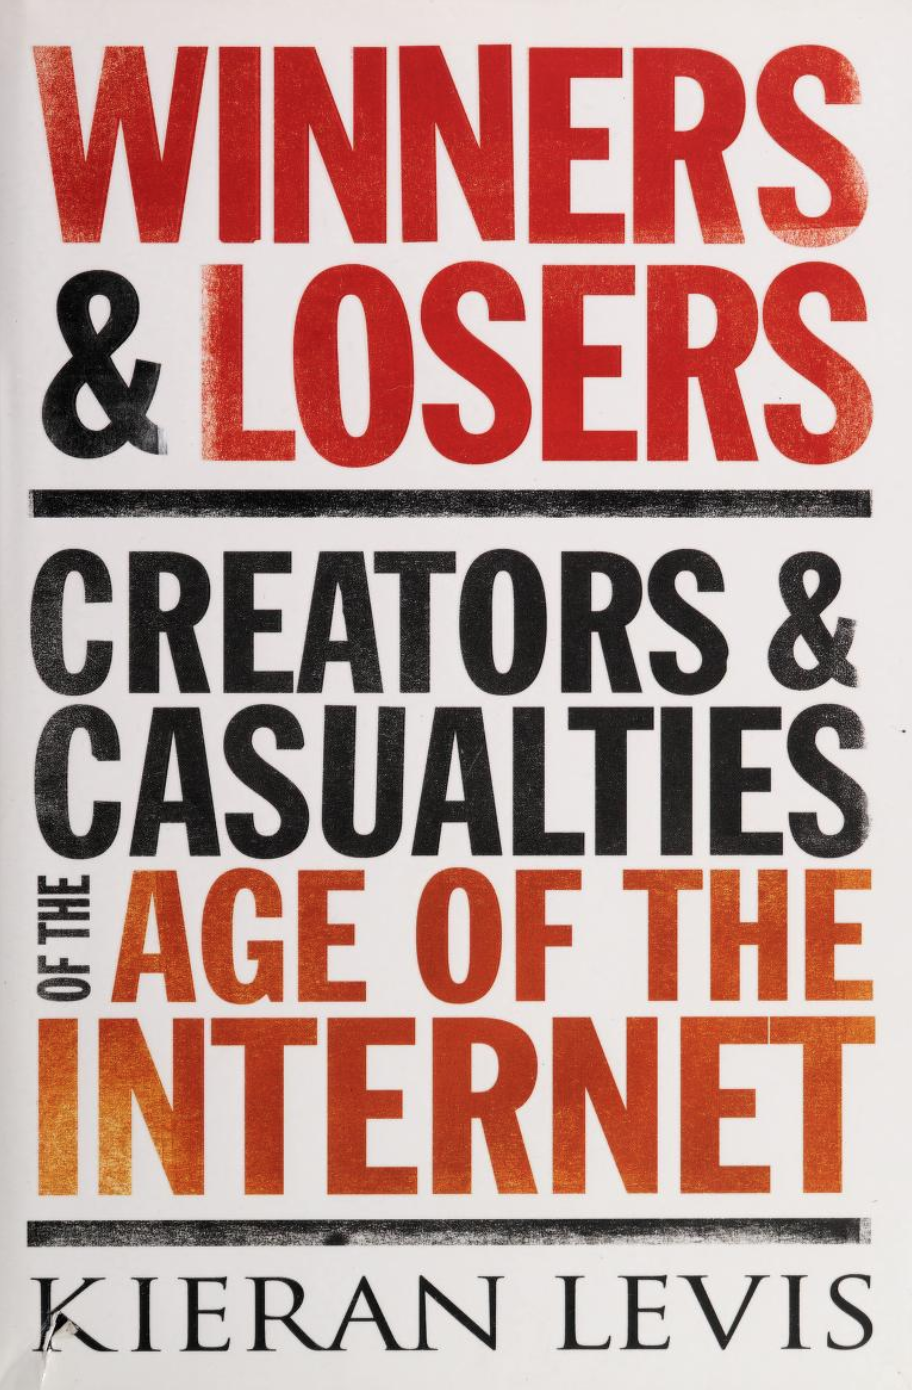 WINNERS
& LOSERS
CREATORS &
CASUALTIES
OF THE AGE OF THE
INTERNET
KIERAN LEVIS